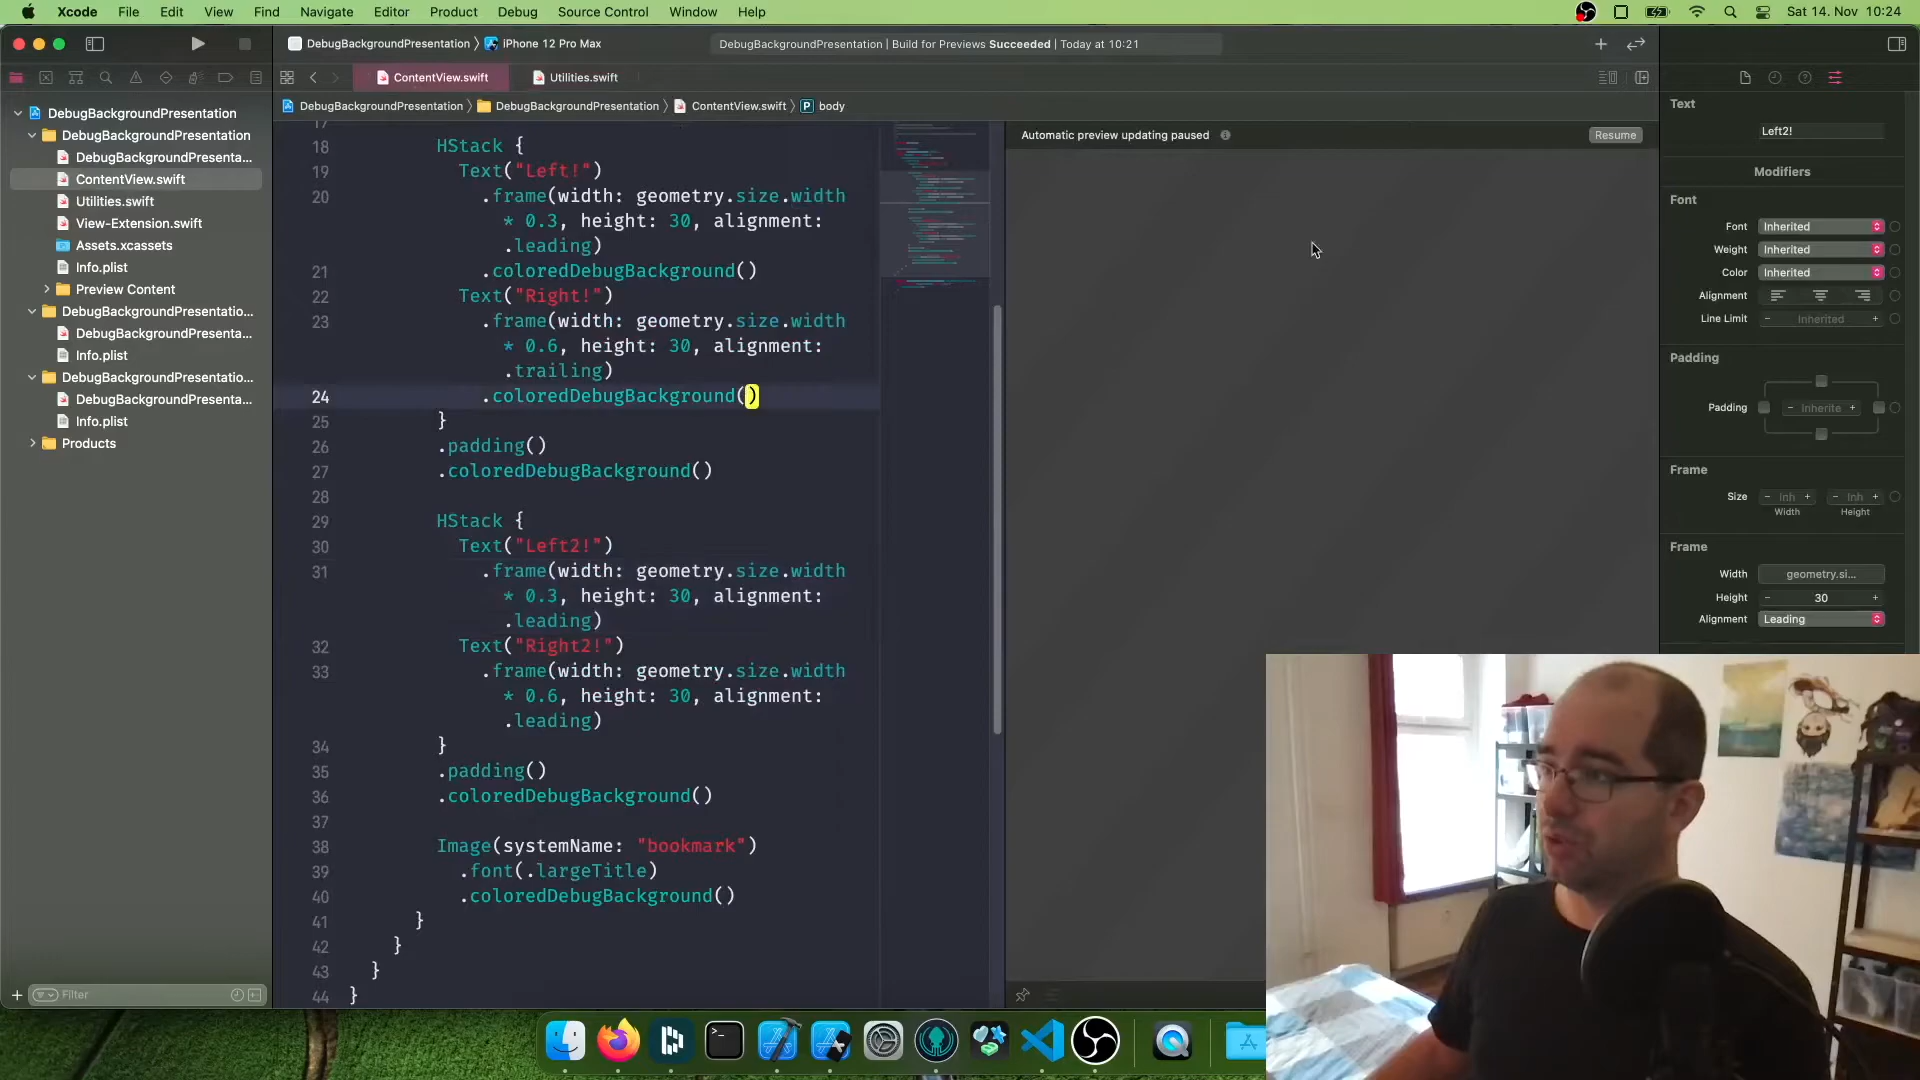 Xcode File Edit View Find Navigate Editor Product Debug Source Control Window Help
Sat 14. Nov 10:24
DebugBackgroundPresentation 〉 iPhone 12 Pro Max
DebugBackgroundPresentation | Build for Previews Succeeded | Today at 10:21
ContentView.swift
Utilities.swift
DebugBackgroundPresentation 〉 DebugBackgroundPresentation 〉 ContentView.swift 〉 P body
DebugBackgroundPresentation
DebugBackgroundPresentation
DebugBackgroundPresenta...
ContentView.swift
Utilities.swift
View-Extension.swift
Assets.xcassets
Info.plist
Preview Content
DebugBackgroundPresentatio...
DebugBackgroundPresenta...
Info.plist
DebugBackgroundPresentatio...
DebugBackgroundPresenta...
Info.plist
Products
Filter
17
18 HStack {
19 Text("Left!")
20 .frame(width: geometry.size.width
* 0.3, height: 30, alignment:
.leading)
21 .coloredDebugBackground()
22 Text("Right!")
23 .frame(width: geometry.size.width
* 0.6, height: 30, alignment:
.trailing)
24 .coloredDebugBackground()
25 }
26 .padding()
27 .coloredDebugBackground()
28
29 HStack {
30 Text("Left2!")
31 .frame(width: geometry.size.width
* 0.3, height: 30, alignment:
.leading)
32 Text("Right2!")
33 .frame(width: geometry.size.width
* 0.6, height: 30, alignment:
.leading)
34 }
35 .padding()
36 .coloredDebugBackground()
37
38 Image(systemName: "bookmark")
39 .font(.largeTitle)
40 .coloredDebugBackground()
41 }
42 }
43 }
44 }
Automatic preview updating paused
Resume
Text
Left2!
Modifiers
Font
Font Inherited
Weight Inherited
Color Inherited
Alignment
Line Limit − Inherited +
Padding
Padding − Inherite +
Frame
Size − Inh + − Inh +
Width Height
Frame
Width geometry.si...
Height − 30 +
Alignment Leading